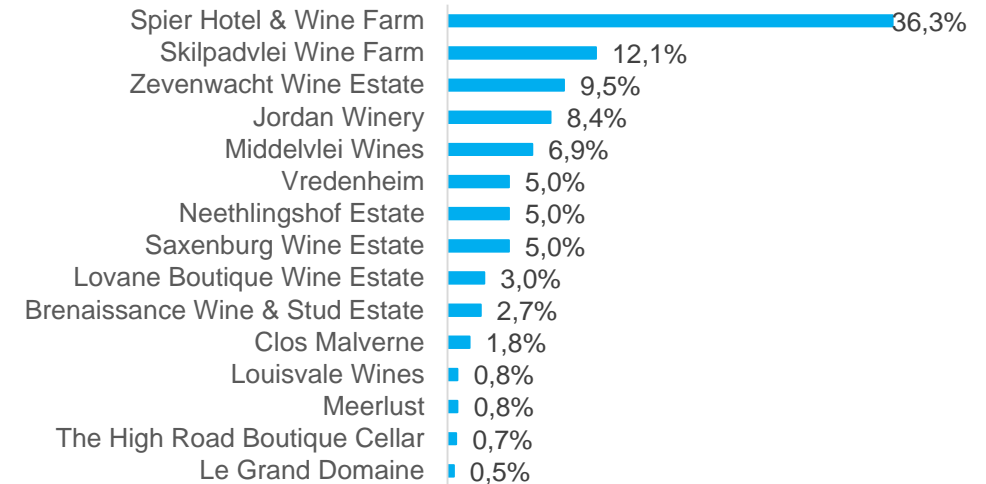 Spier Hotel & Wine Farm 36,3%
Skilpadvlei Wine Farm 12,1%
Zevenwacht Wine Estate 9,5%
Jordan Winery 8,4%
Middelvlei Wines 6,9%
Vredenheim 5,0%
Neethlingshof Estate 5,0%
Saxenburg Wine Estate 5,0%
Lovane Boutique Wine Estate 3,0%
Brenaissance Wine & Stud Estate 2,7%
Clos Malverne 1,8%
Louisvale Wines 0,8%
Meerlust 0,8%
The High Road Boutique Cellar 0,7%
Le Grand Domaine 0,5%